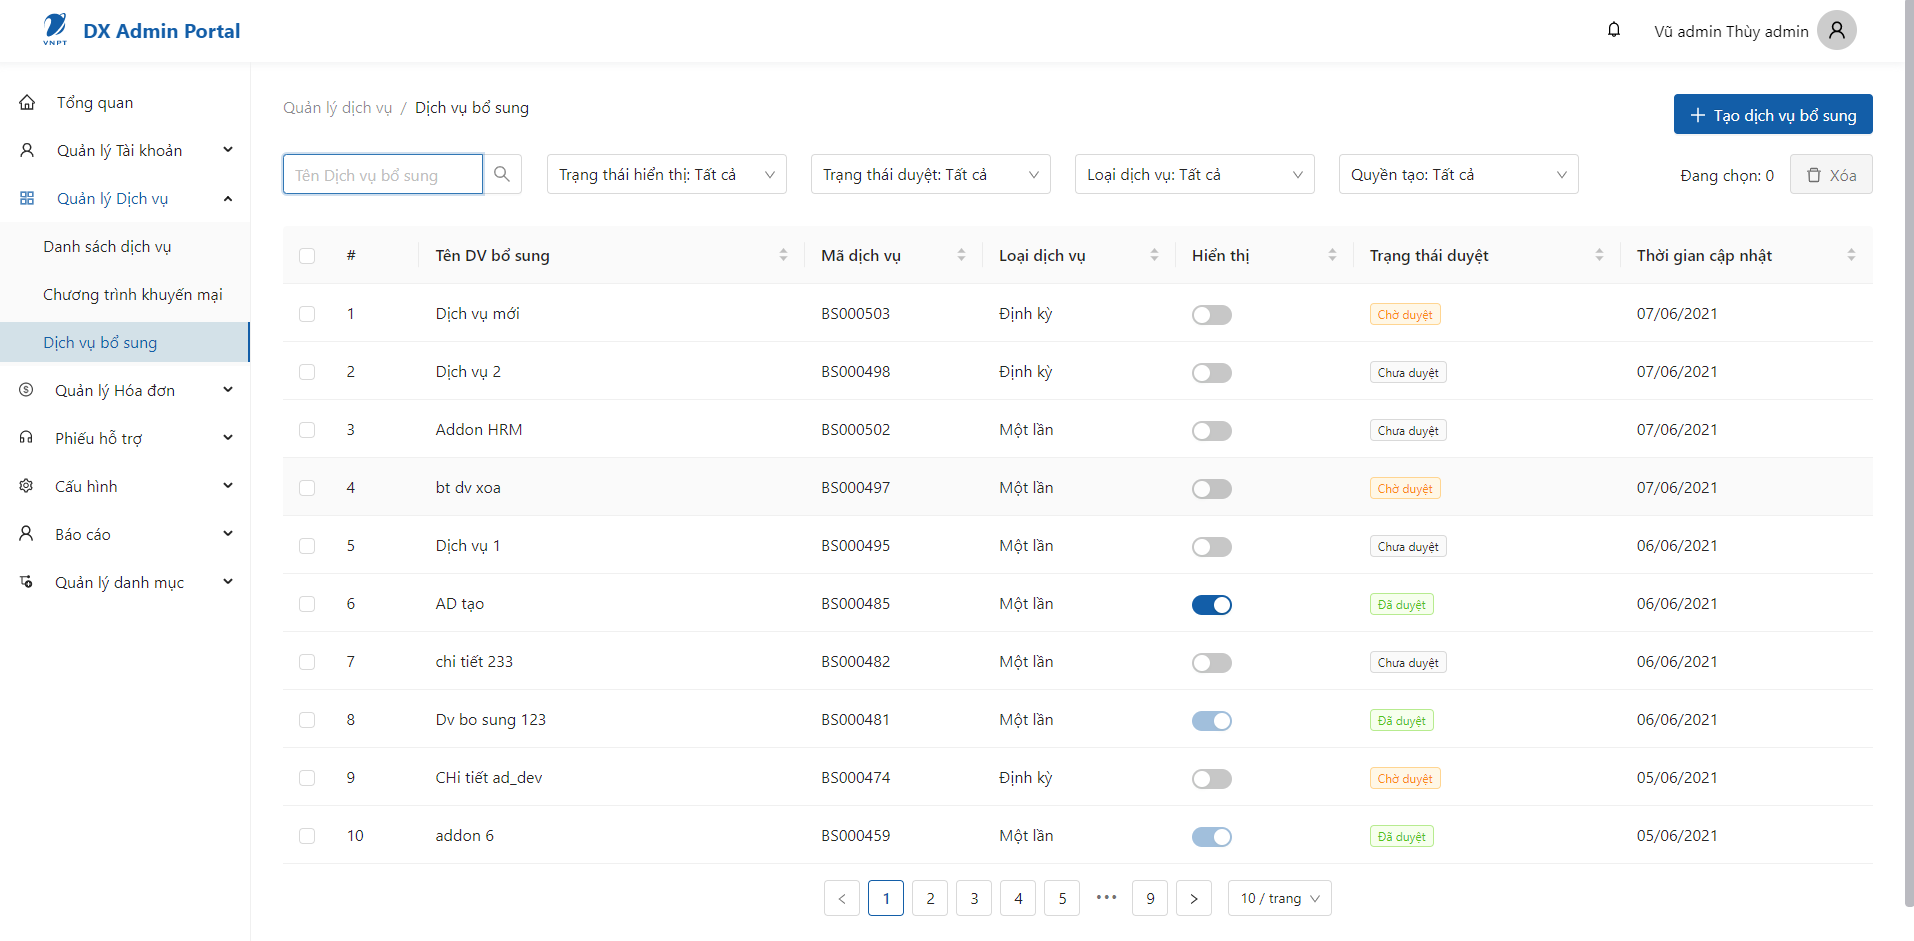 VNPT
DX Admin Portal
Vũ admin Thùy admin
Tổng quan
Quản lý Tài khoản
Quản lý Dịch vụ
Danh sách dịch vụ
Chương trình khuyến mại
Dịch vụ bổ sung
Quản lý Hóa đơn
Phiếu hỗ trợ
Cấu hình
Báo cáo
Quản lý danh mục
Quản lý dịch vụ / Dịch vụ bổ sung
+ Tạo dịch vụ bổ sung
Tên Dịch vụ bổ sung Trạng thái hiển thị: Tất cả Trạng thái duyệt: Tất cả Loại dịch vụ: Tất cả Quyền tạo: Tất cả Đang chọn: 0 Xóa
# Tên DV bổ sung Mã dịch vụ Loại dịch vụ Hiển thị Trạng thái duyệt Thời gian cập nhật
1 Dịch vụ mới BS000503 Định kỳ Chờ duyệt 07/06/2021
2 Dịch vụ 2 BS000498 Định kỳ Chưa duyệt 07/06/2021
3 Addon HRM BS000502 Một lần Chưa duyệt 07/06/2021
4 bt dv xoa BS000497 Một lần Chờ duyệt 07/06/2021
5 Dịch vụ 1 BS000495 Một lần Chưa duyệt 06/06/2021
6 AD tạo BS000485 Một lần Đã duyệt 06/06/2021
7 chi tiết 233 BS000482 Một lần Chưa duyệt 06/06/2021
8 Dv bo sung 123 BS000481 Một lần Đã duyệt 06/06/2021
9 CHi tiết ad_dev BS000474 Định kỳ Chờ duyệt 05/06/2021
10 addon 6 BS000459 Một lần Đã duyệt 05/06/2021
< 1 2 3 4 5 ••• 9 > 10 / trang